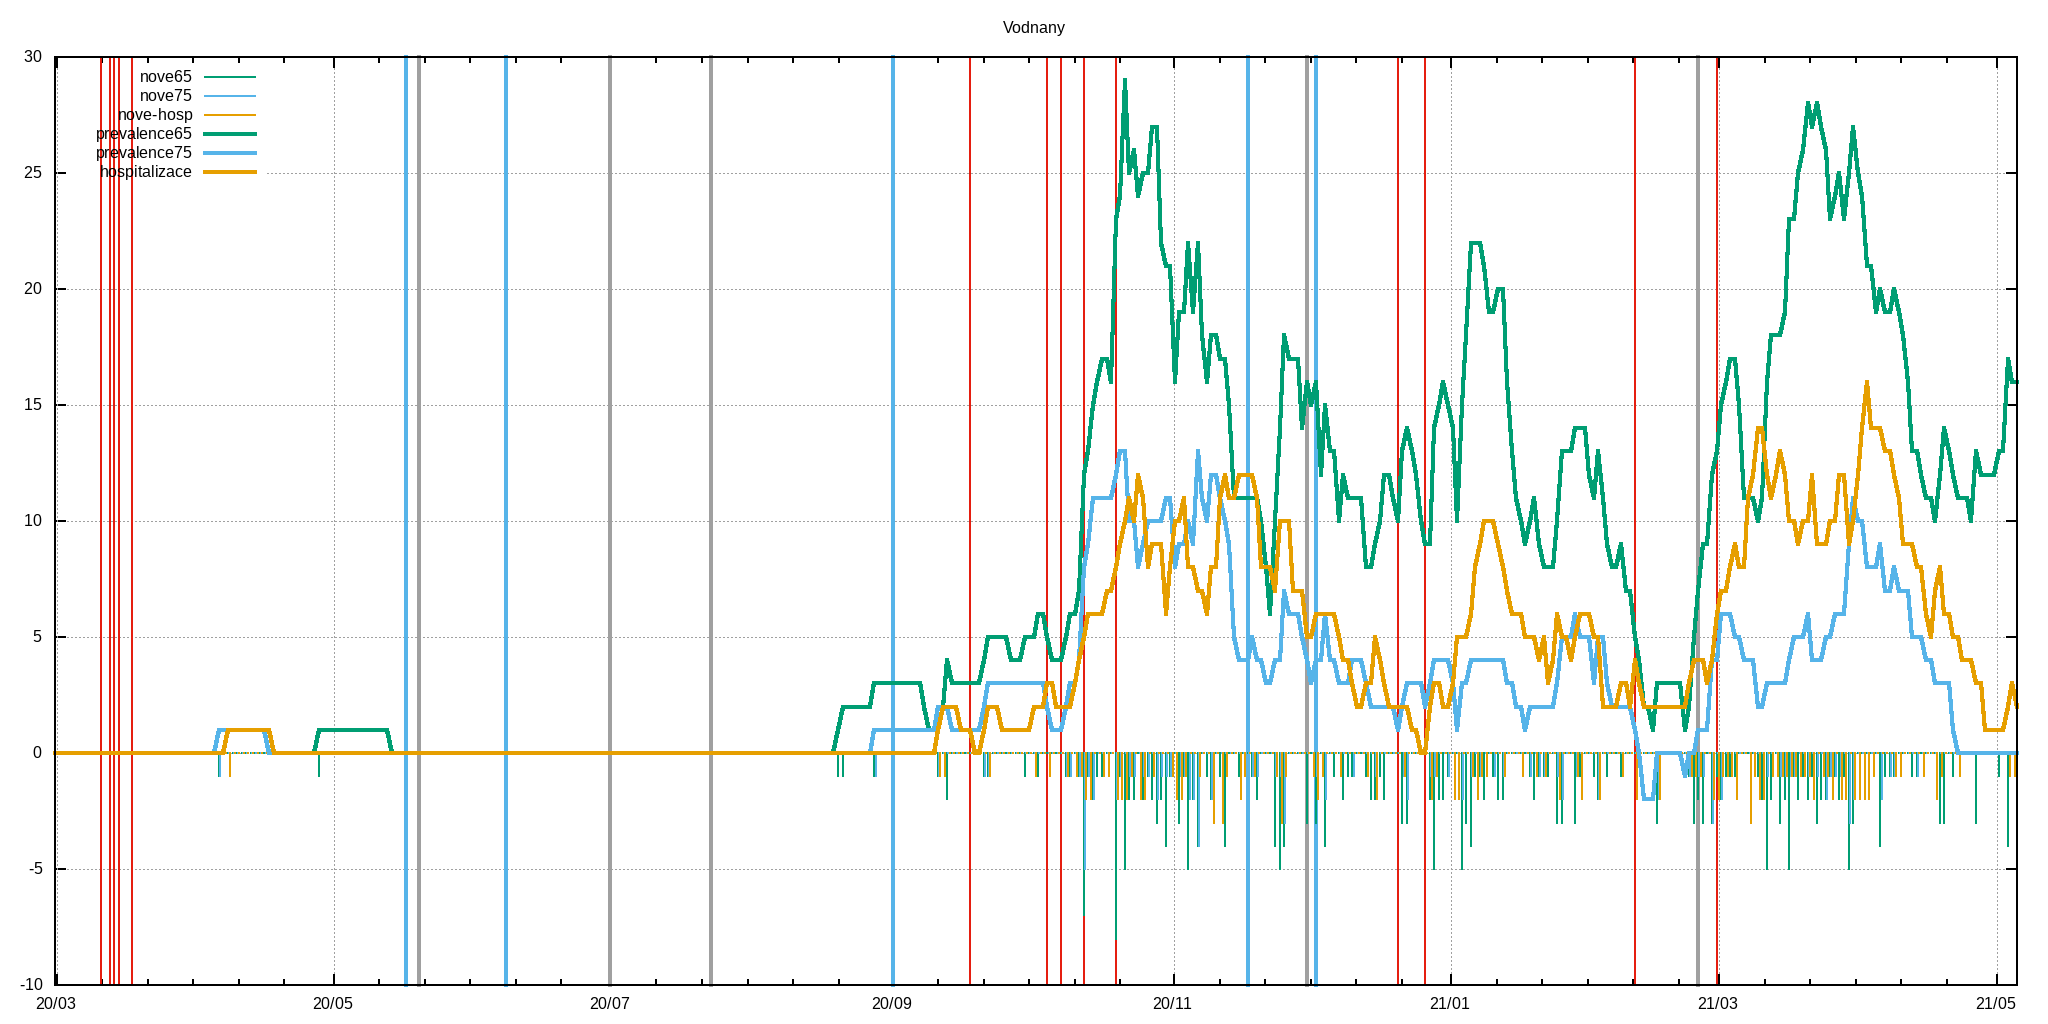 Vodnany
30
nove65
nove75
nove-hosp
prevalence65
prevalence75
hospitalizace
25
20
15
10
5
0
-5
-10
20/03 20/05 20/07 20/09 20/11 21/01 21/03 21/05